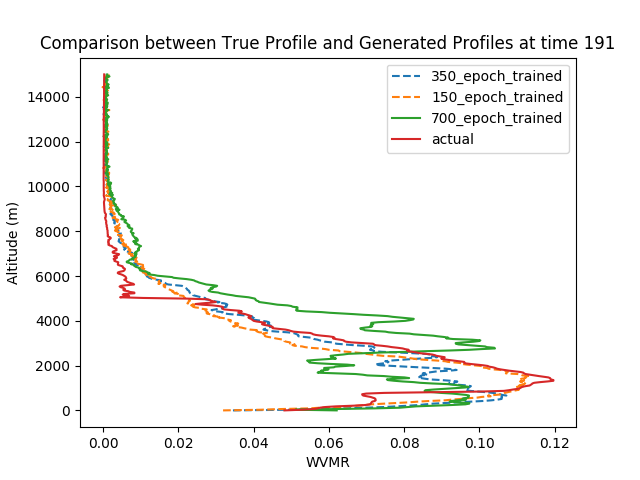 Comparison between True Profile and Generated Profiles at time 191
350_epoch_trained
150_epoch_trained
700_epoch_trained
actual
Altitude (m)
14000
12000
10000
8000
6000
4000
2000
0
0.00 0.02 0.04 0.06 0.08 0.10 0.12
WVMR